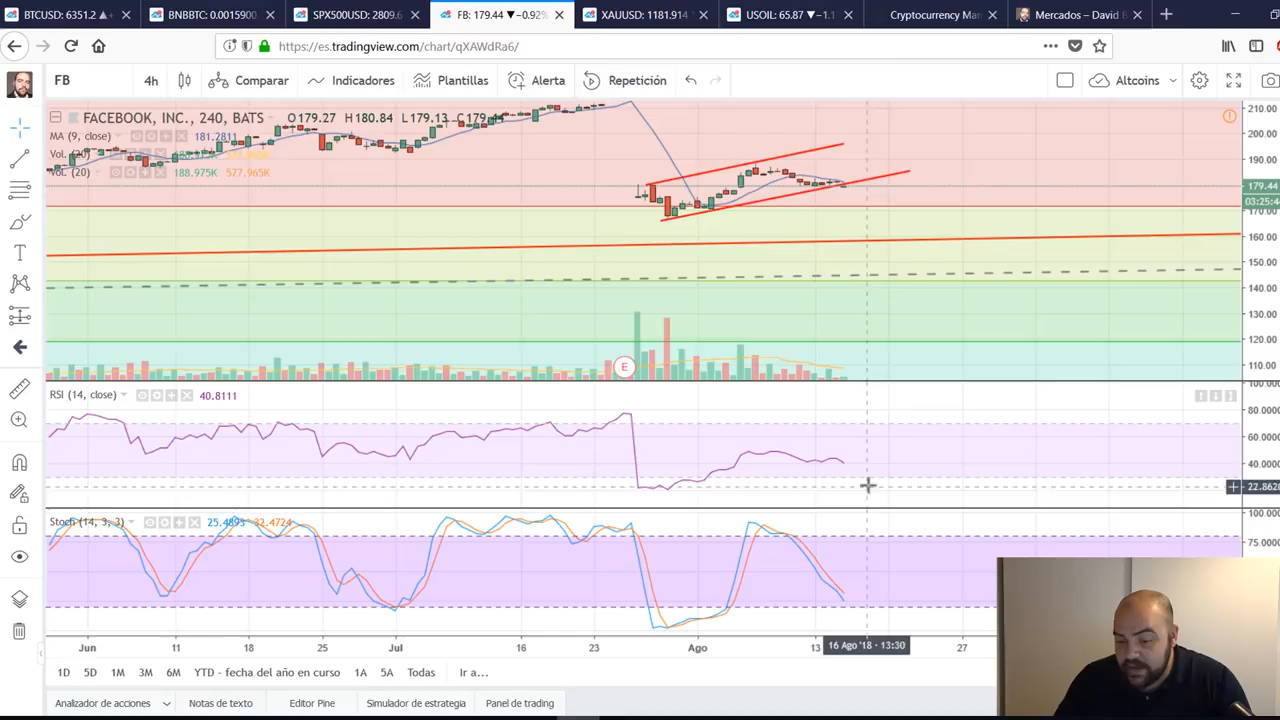 BTCUSD: 6351.2 ▲
BNBBTC: 0.0015900
SPX500USD: 2809.6
FB: 179.44 ▼ −0.92%
XAUUSD: 1181.914
USOIL: 65.87 ▼ −1.1
Cryptocurrency Mar
Mercados – David B
https://es.tradingview.com/chart/qXAWdRa6/
FB
4h
Comparar
Indicadores
Plantillas
Alerta
Repetición
Altcoins
FACEBOOK, INC., 240, BATS
O179.27 H180.84 L179.13 C179.44
MA (9, close)
181.2811
Vol. (20)
Vol. (20)
188.975K
577.965K
210.00
200.00
190.00
179.44
03:25:4
170.00
160.00
150.00
140.00
130.00
120.00
110.00
E
RSI (14, close)
40.8111
100.000
80.0000
60.0000
40.0000
22.862
Stoch (14, 3, 3)
25.4893
32.4724
100.000
75.0000
Jun
11
18
25
Jul
16
23
Ago
13
16 Ago '18 - 13:30
27
1D
5D
1M
3M
6M
YTD - fecha del año en curso
1A
5A
Todas
Ir a...
Analizador de acciones
Notas de texto
Editor Pine
Simulador de estrategia
Panel de trading